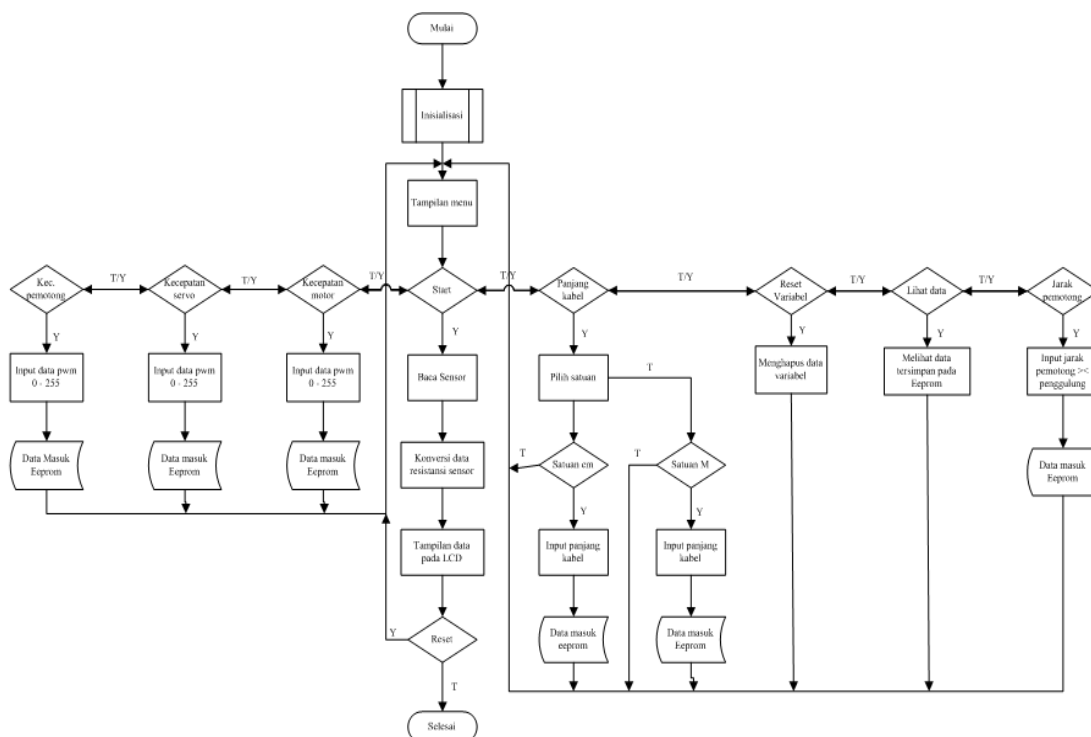 Mulai
Inisialisasi
Tampilan menu
Kec.
pemotong
T/Y
Kecepatan
servo
T/Y
Kecepatan
motor
T/Y
Start
T/Y
Panjang
kabel
T/Y
Reset
Variabel
T/Y
Lihat data
T/Y
Jarak
pemotong
Y
Y
Y
Y
Y
Y
Y
Y
Input data pwm
0 - 255
Input data pwm
0 - 255
Input data pwm
0 - 255
Baca Sensor
Pilih satuan
T
Menghapus data
variabel
Melihat data
tersimpan pada
Eeprom
Input jarak
pemotong ><
penggulung
Data Masuk
Eeprom
Data masuk
Eeprom
Data masuk
Eeprom
Konversi data
resistansi sensor
T
Satuan cm
T
Satuan M
Data masuk
Eeprom
Y
Y
Tampilan data
pada LCD
Input panjang
kabel
Input panjang
kabel
Y
Reset
Data masuk
eeprom
Data masuk
Eeprom
T
Selesai